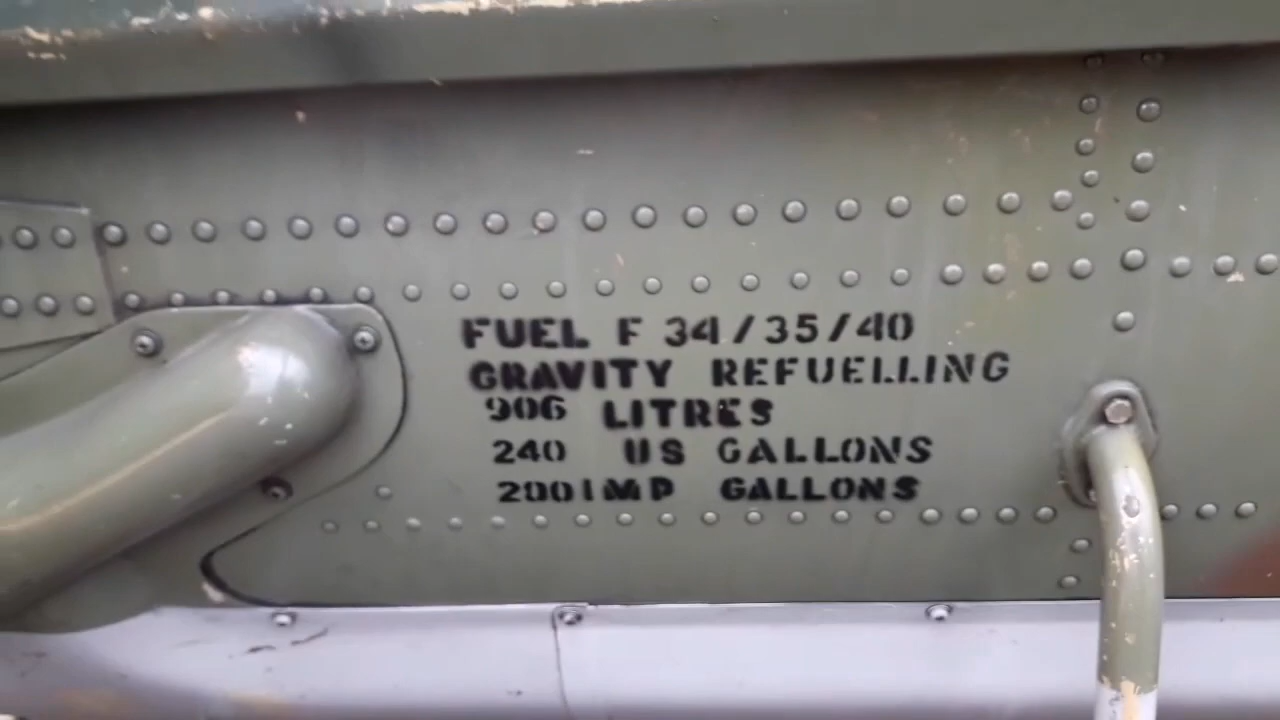 FUEL F 34/35/40
GRAVITY REFUELLING
906 LITRES
240 US GALLONS
200 IMP GALLONS